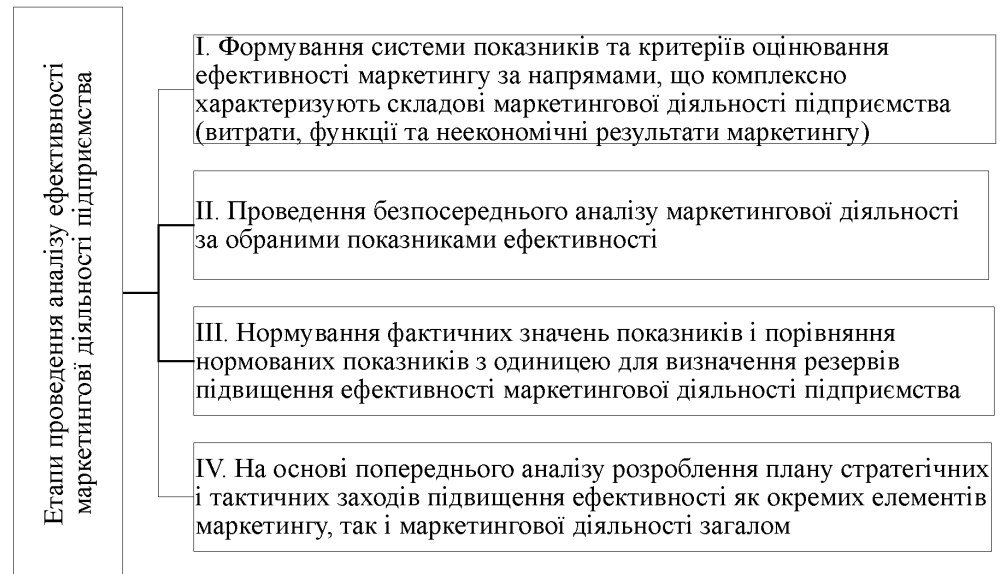 Етапи проведення аналізу ефективності
маркетингові діяльності підприємства
I. Формування системи показників та критеріїв оцінювання
ефективності маркетингу за напрямами, що комплексно
характеризують складові маркетингової діяльності підприємства
(витрати, функції та неекономічні результати маркетингу)
II. Проведення безпосереднього аналізу маркетингової діяльності
за обраними показниками ефективності
III. Нормування фактичних значень показників і порівняння
нормованих показників з одиницею для визначення резервів
підвищення ефективності маркетингової діяльності підприємства
IV. На основі попереднього аналізу розроблення плану стратегічних
і тактичних заходів підвищення ефективності як окремих елементів
маркетингу, так і маркетингової діяльності загалом